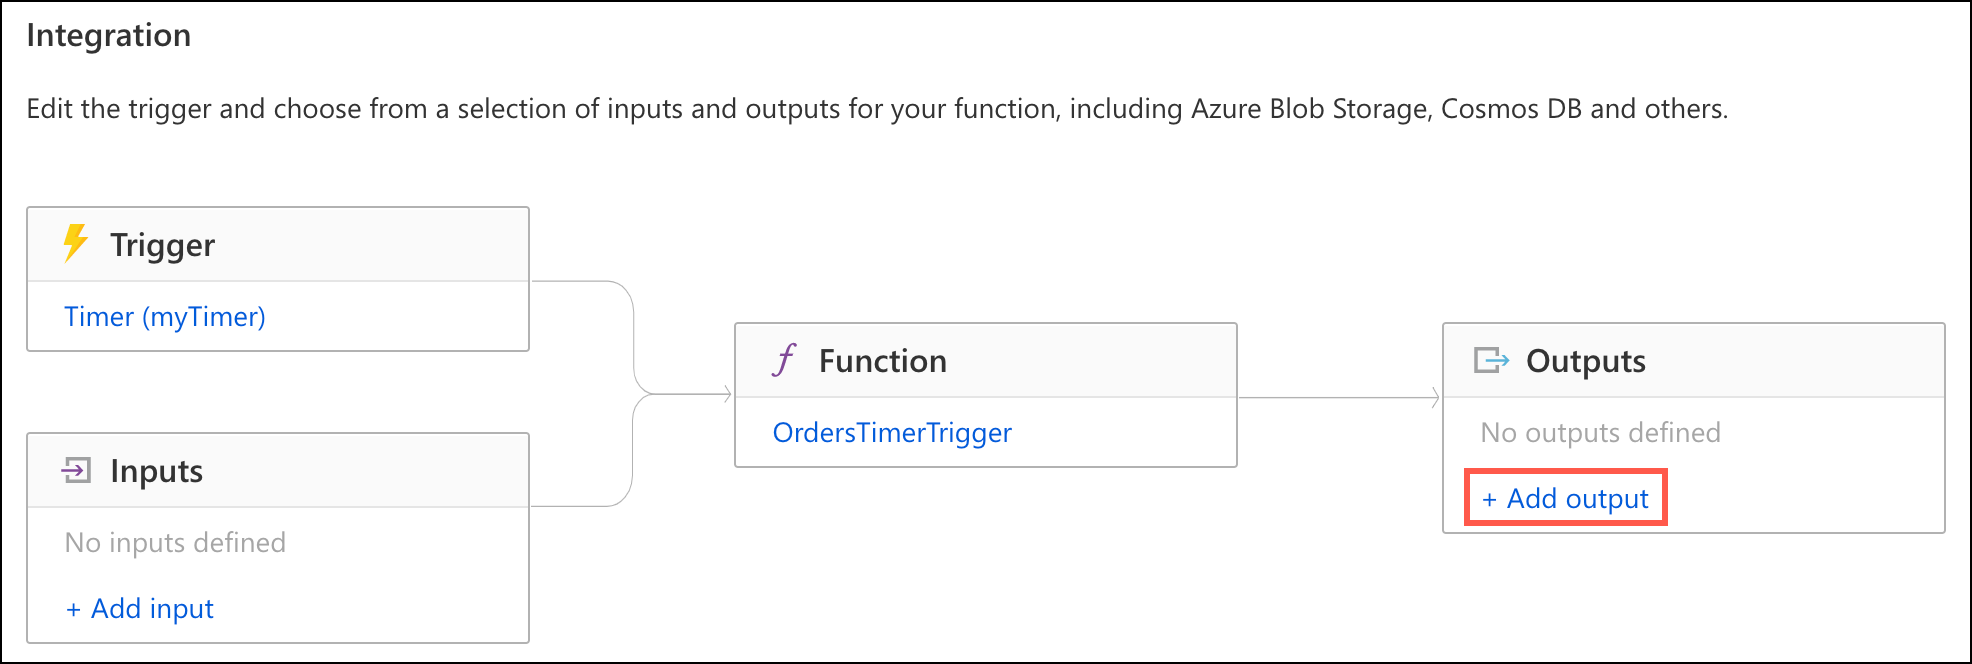 Integration
Edit the trigger and choose from a selection of inputs and outputs for your function, including Azure Blob Storage, Cosmos DB and others.
Trigger
Timer (myTimer)
Inputs
No inputs defined
+ Add input
Function
OrdersTimerTrigger
Outputs
No outputs defined
+ Add output